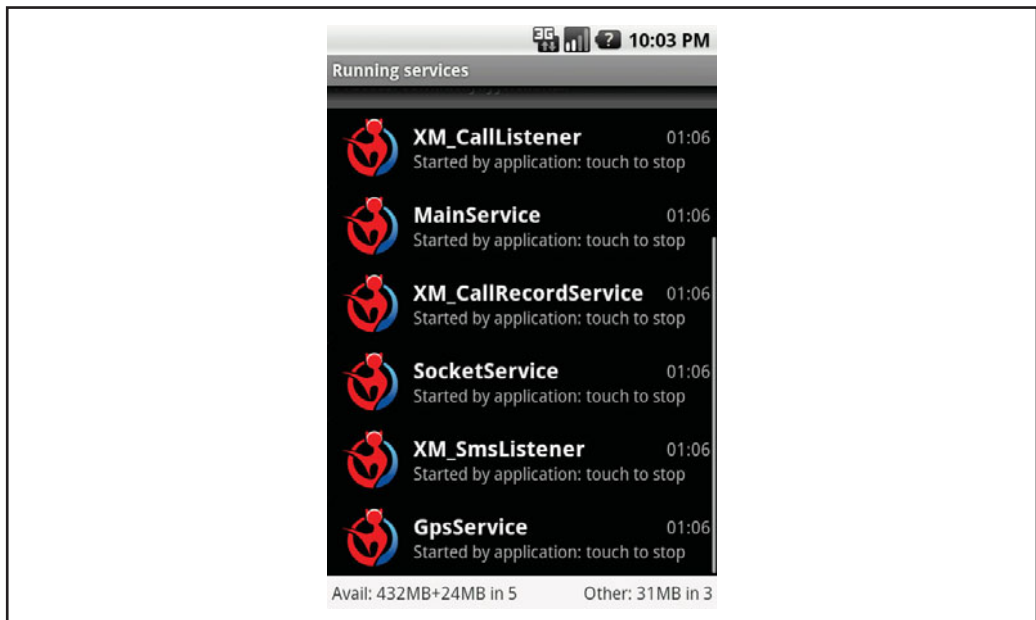 3G
? 10:03 PM
Running services
XM_CallListener 01:06
Started by application: touch to stop
MainService 01:06
Started by application: touch to stop
XM_CallRecordService 01:06
Started by application: touch to stop
SocketService 01:06
Started by application: touch to stop
XM_SmsListener 01:06
Started by application: touch to stop
GpsService 01:06
Started by application: touch to stop
Avail: 432MB+24MB in 5 Other: 31MB in 3